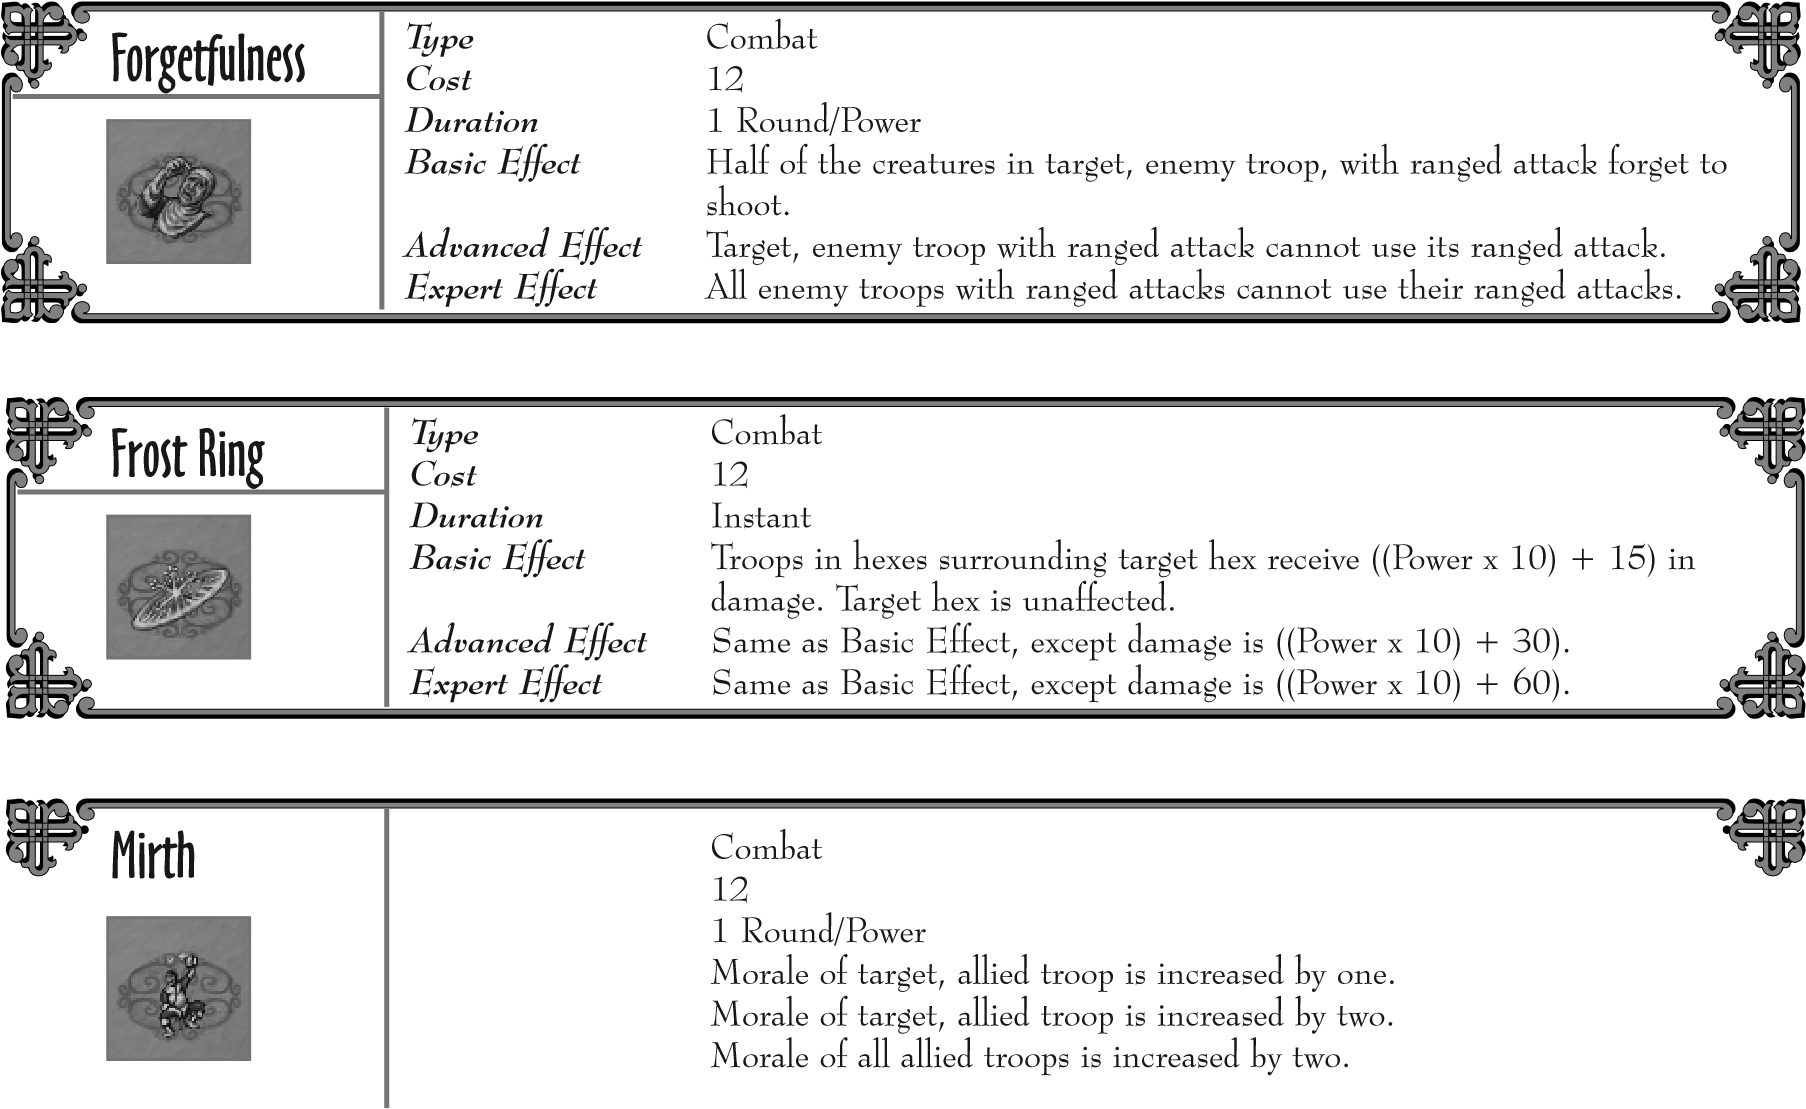 Forgetfulness
Type Combat
Cost 12
Duration 1 Round/Power
Basic Effect Half of the creatures in target, enemy troop, with ranged attack forget to
shoot.
Advanced Effect Target, enemy troop with ranged attack cannot use its ranged attack.
Expert Effect All enemy troops with ranged attacks cannot use their ranged attacks.
Frost Ring
Type Combat
Cost 12
Duration Instant
Basic Effect Troops in hexes surrounding target hex receive ((Power x 10) + 15) in
damage. Target hex is unaffected.
Advanced Effect Same as Basic Effect, except damage is ((Power x 10) + 30).
Expert Effect Same as Basic Effect, except damage is ((Power x 10) + 60).
Mirth
Combat
12
1 Round/Power
Morale of target, allied troop is increased by one.
Morale of target, allied troop is increased by two.
Morale of all allied troops is increased by two.